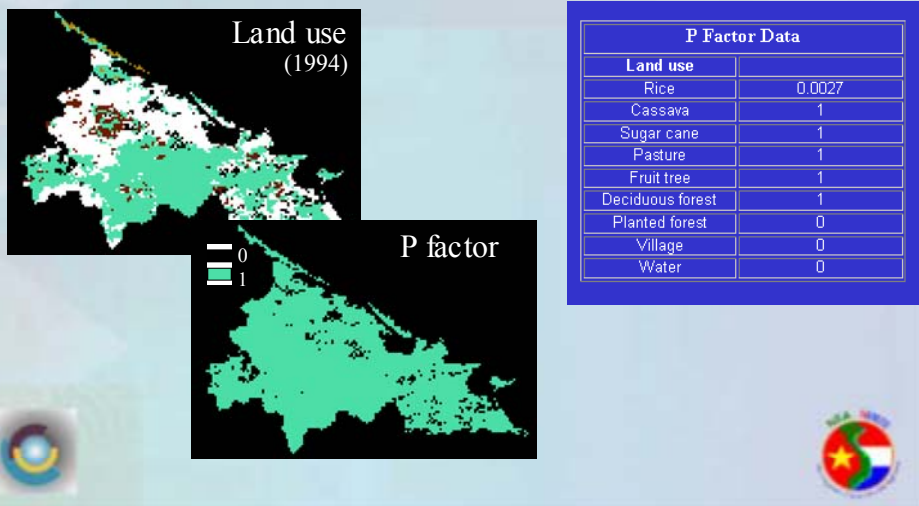 Land use
(1994)
P factor
0
1
P Factor Data
Land use
Rice 0.0027
Cassava 1
Sugar cane 1
Pasture 1
Fruit tree 1
Deciduous forest 1
Planted forest 0
Village 0
Water 0